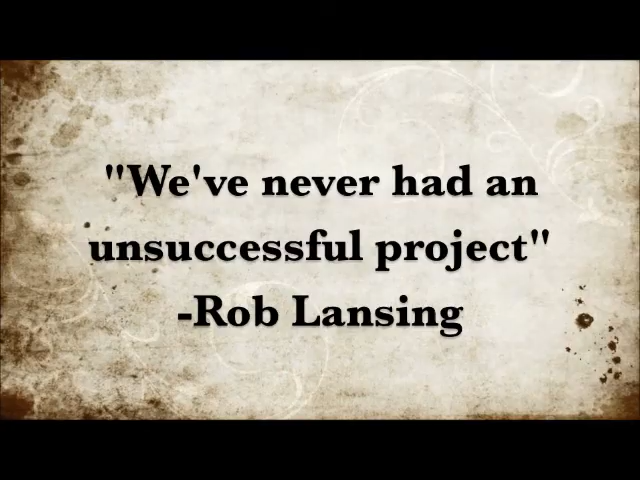 "We've never had an
unsuccessful project"
-Rob Lansing